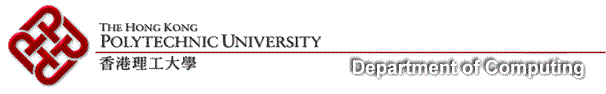 THE HONG KONG
POLYTECHNIC UNIVERSITY
香港理工大學
Department of Computing